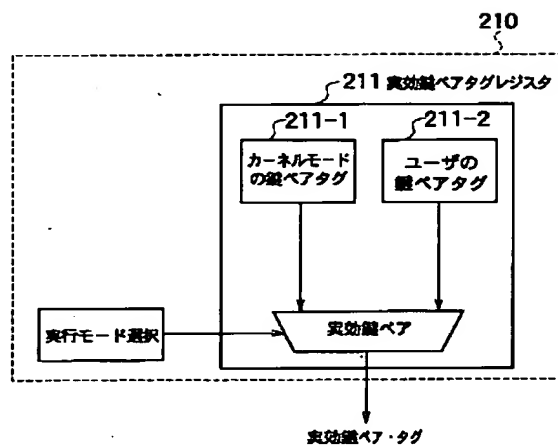 210
211 実効鍵ペアタグレジスタ
211-1
211-2
カーネルモード
の鍵ペアタグ
ユーザの
鍵ペアタグ
実行モード選択
実効鍵ペア
実効鍵ペア・タグ